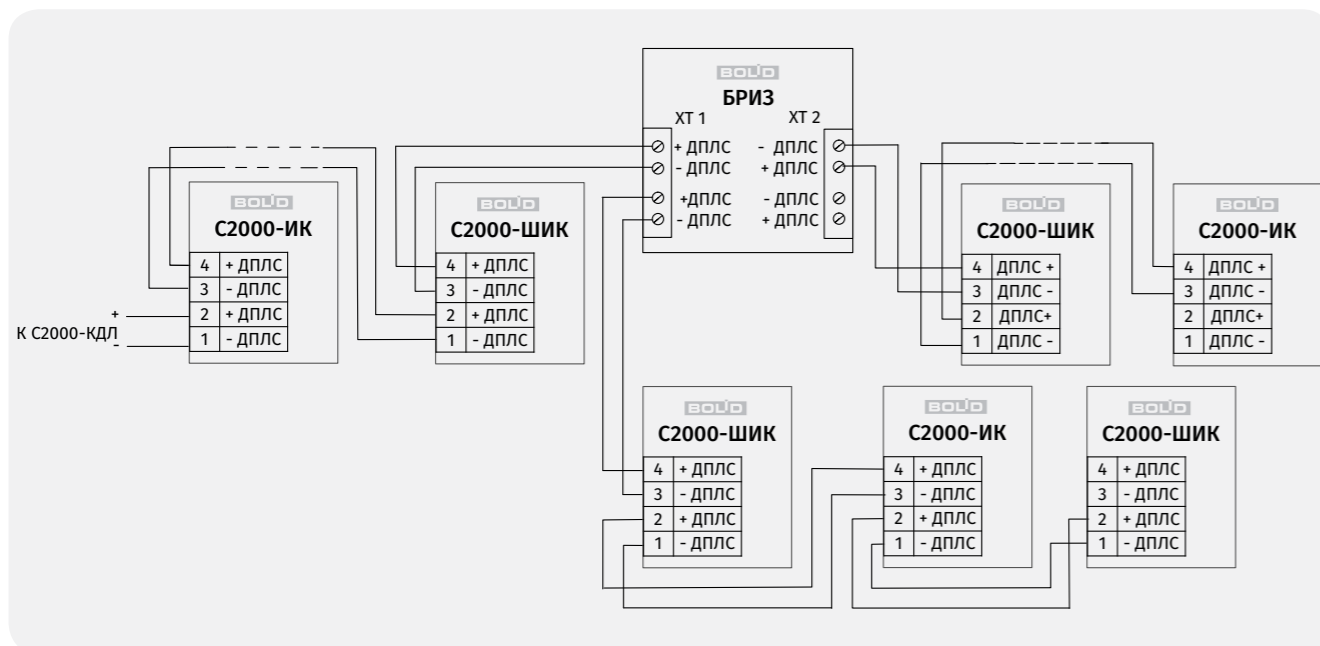 BOLID
БРИЗ
XT 1 XT 2
+ ДПЛС - ДПЛС
- ДПЛС + ДПЛС
+ДПЛС - ДПЛС
- ДПЛС + ДПЛС
BOLID
С2000-ИК
4 + ДПЛС
3 - ДПЛС
2 + ДПЛС
1 - ДПЛС
+
К С2000-КДЛ
-
BOLID
С2000-ШИК
4 + ДПЛС
3 - ДПЛС
2 + ДПЛС
1 - ДПЛС
BOLID
С2000-ШИК
4 ДПЛС +
3 ДПЛС -
2 ДПЛС+
1 ДПЛС -
BOLID
С2000-ИК
4 ДПЛС +
3 ДПЛС -
2 ДПЛС+
1 ДПЛС -
BOLID
С2000-ШИК
4 + ДПЛС
3 - ДПЛС
2 + ДПЛС
1 - ДПЛС
BOLID
С2000-ИК
4 + ДПЛС
3 - ДПЛС
2 + ДПЛС
1 - ДПЛС
BOLID
С2000-ШИК
4 + ДПЛС
3 - ДПЛС
2 + ДПЛС
1 - ДПЛС